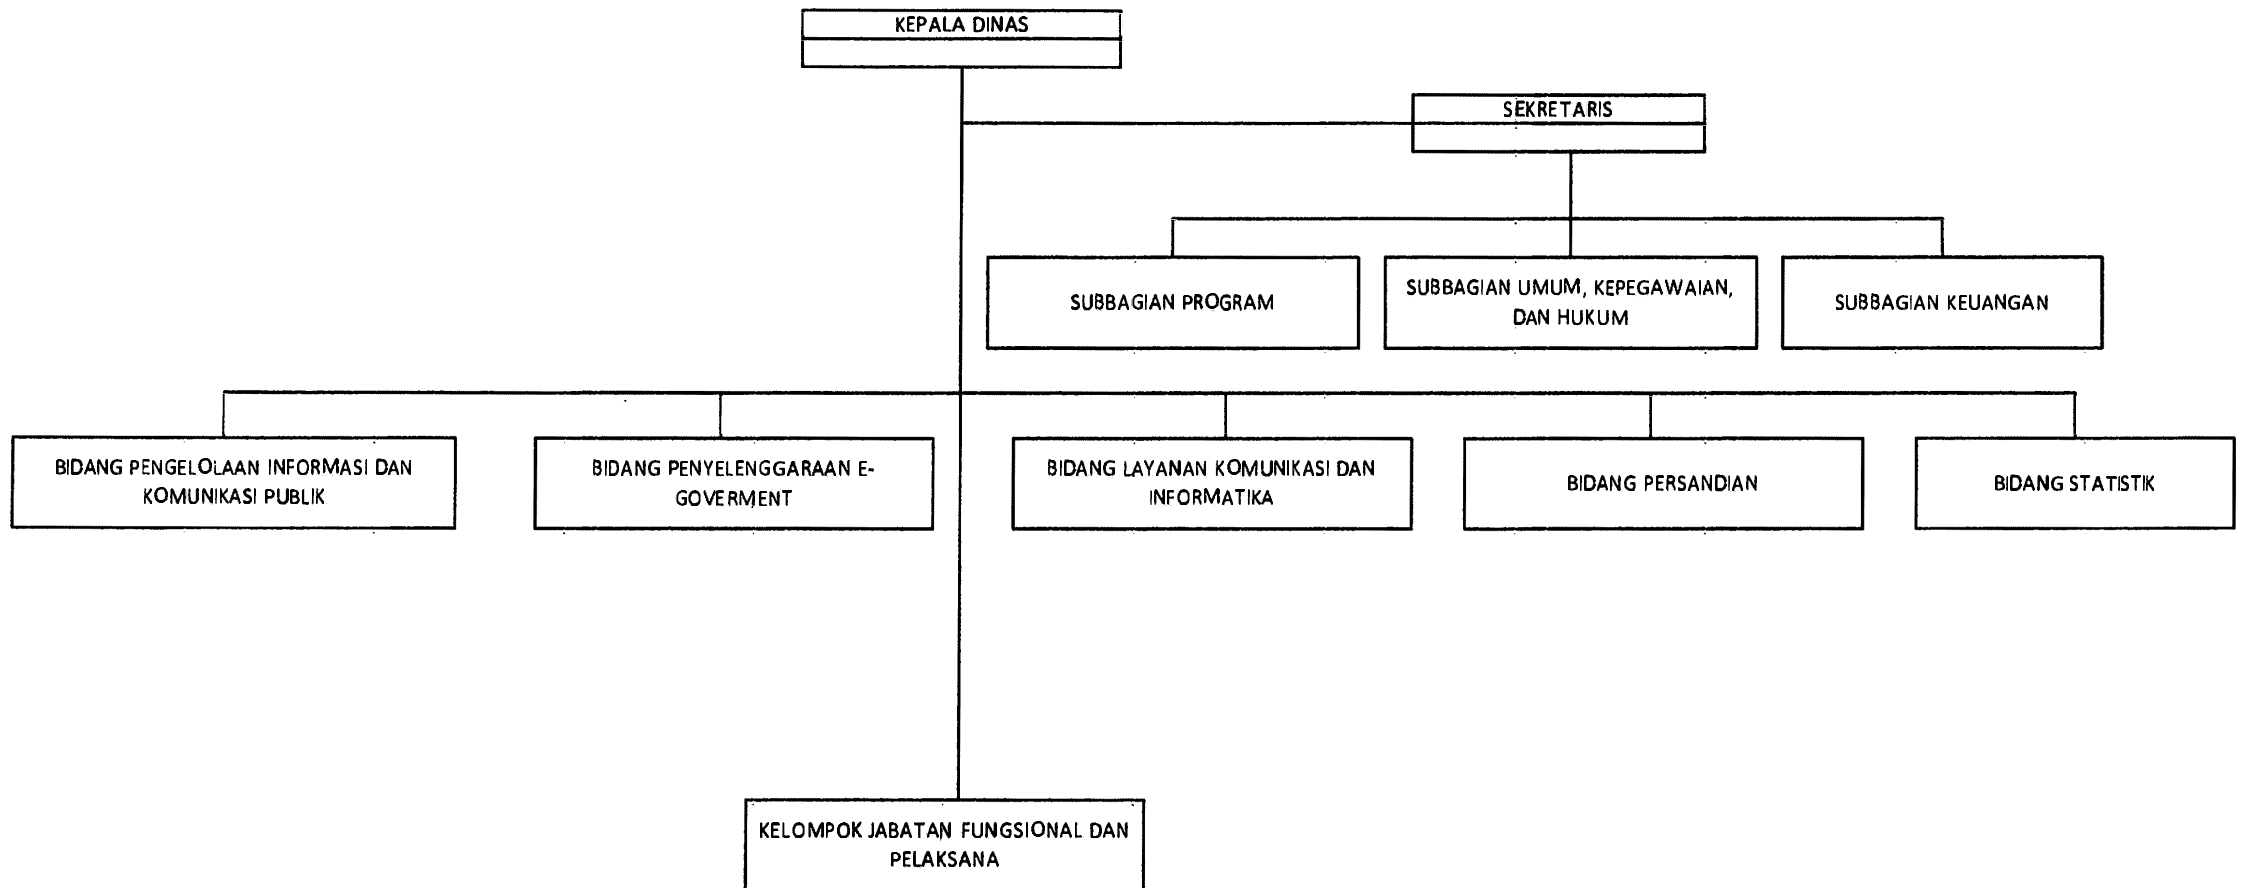 KEPALA DINAS
SEKRETARIS
SUBBAGIAN PROGRAM
SUBBAGIAN UMUM, KEPEGAWAIAN,
DAN HUKUM
SUBBAGIAN KEUANGAN
BIDANG PENGELOLAAN INFORMASI DAN
KOMUNIKASI PUBLIK
BIDANG PENYELENGGARAAN E-
GOVERMENT
BIDANG LAYANAN KOMUNIKASI DAN
INFORMATIKA
BIDANG PERSANDIAN
BIDANG STATISTIK
KELOMPOK JABATAN FUNGSIONAL DAN
PELAKSANA